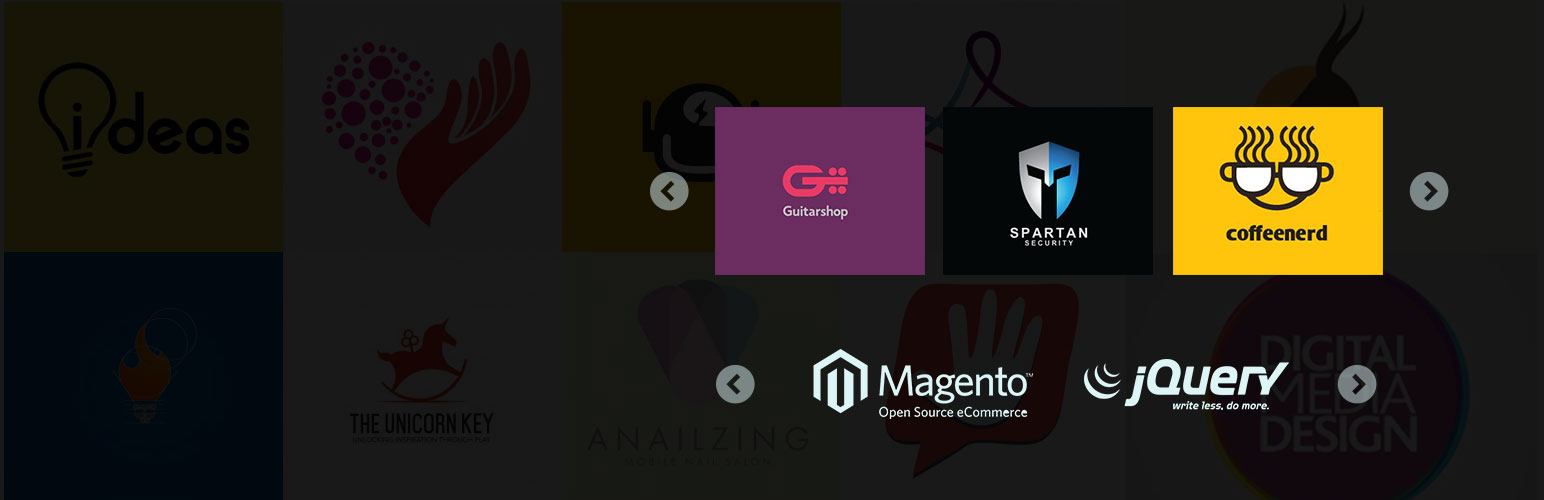 ideas
Guitarshop
SPARTAN
SECURITY
coffeenerd
Magento™
Open Source eCommerce
jQuery
write less, do more.
THE UNICORN KEY
UNLOCKING INSPIRATION THROUGH PLAY
ANAILZING
MOBILE NAIL SALON
DIGITAL
MEDIA
DESIGN